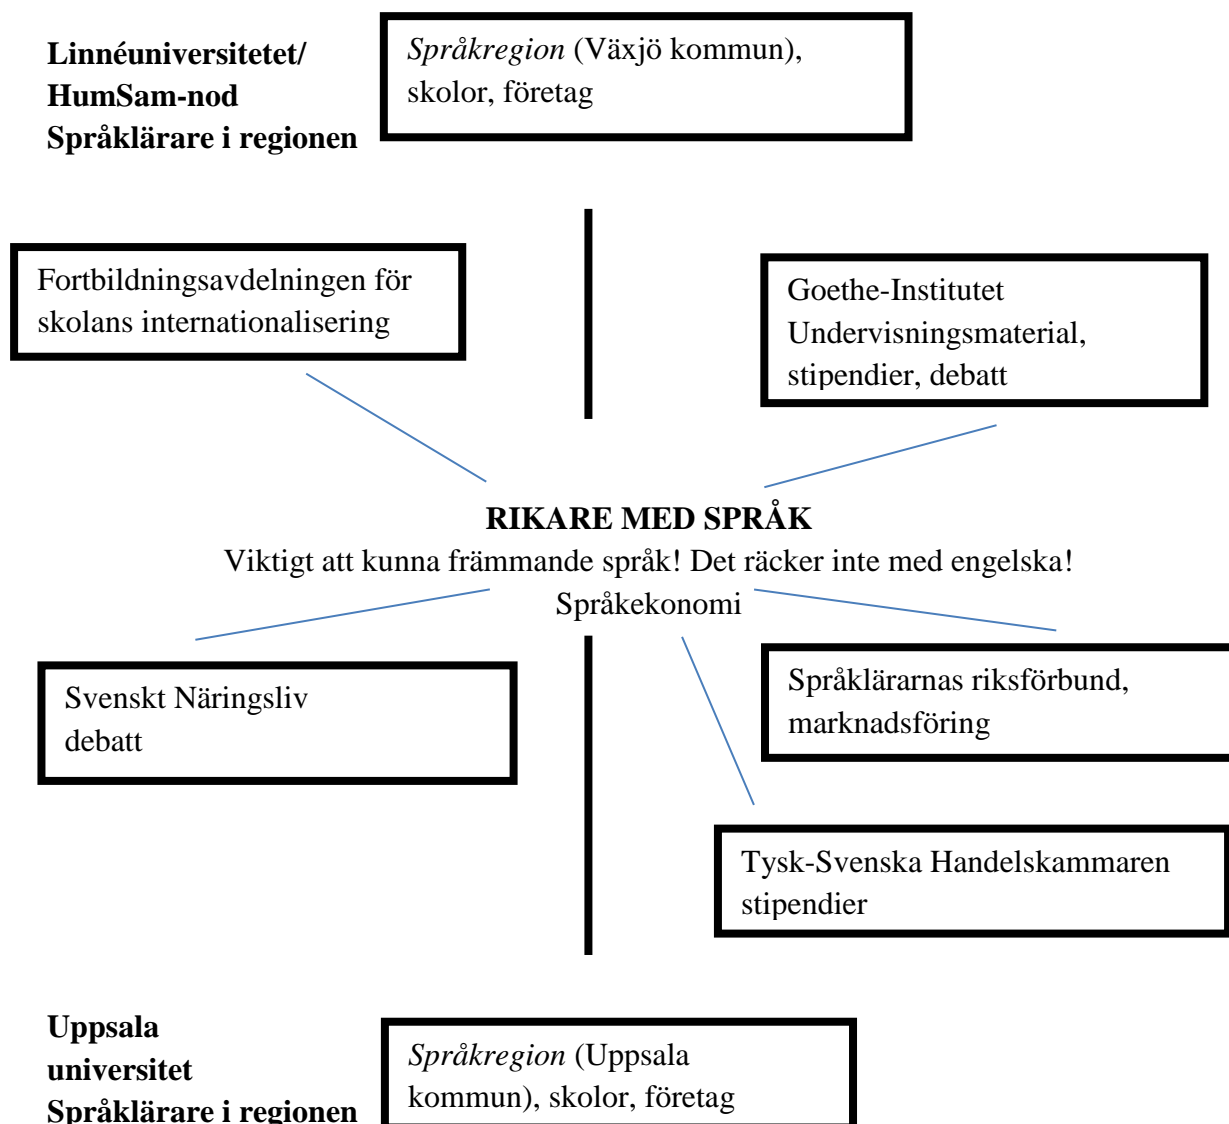 Linnéuniversitetet/
HumSam-nod
Språklärare i regionen
Språkregion (Växjö kommun),
skolor, företag
Fortbildningsavdelningen för
skolans internationalisering
Goethe-Institutet
Undervisningsmaterial,
stipendier, debatt
RIKARE MED SPRÅK
Viktigt att kunna främmande språk! Det räcker inte med engelska!
Språkekonomi
Svenskt Näringsliv
debatt
Språklärarnas riksförbund,
marknadsföring
Tysk-Svenska Handelskammaren
stipendier
Uppsala
universitet
Språklärare i regionen
Språkregion (Uppsala
kommun), skolor, företag